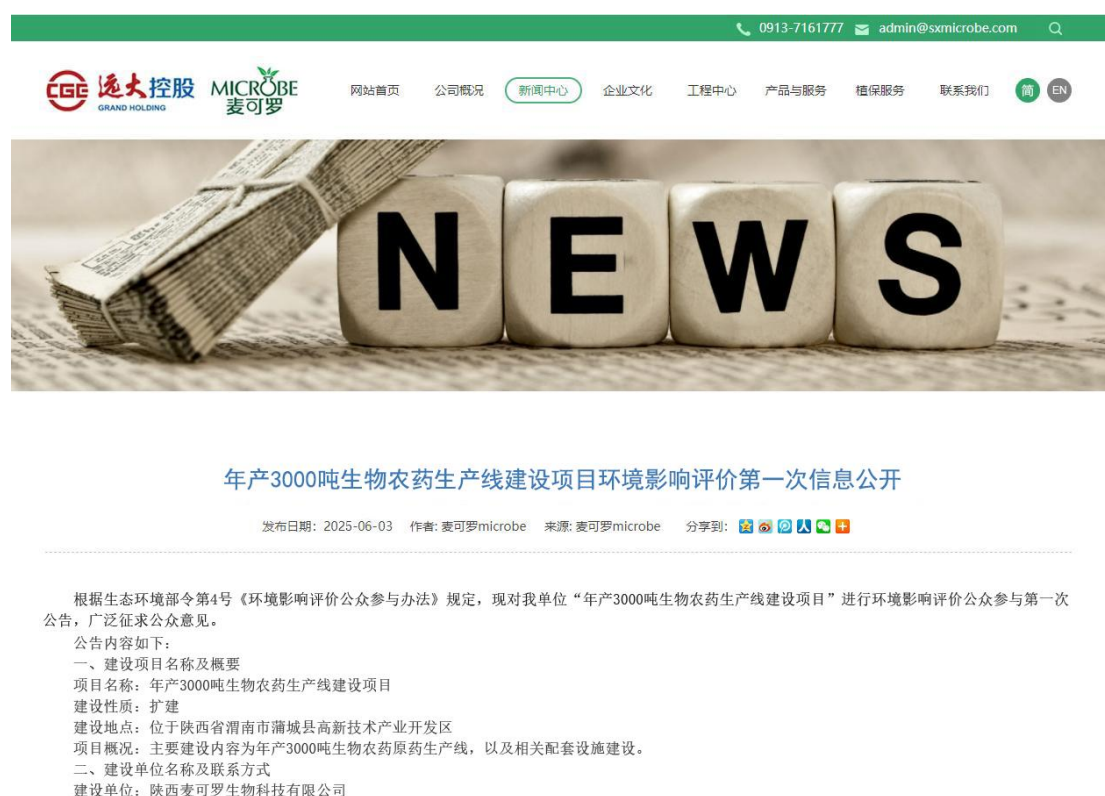 0913-7161777 admin@sxmicrobe.com
CGE 远大控股 GRAND HOLDING MICROBE 麦可罗
网站首页 公司概况 新闻中心 企业文化 工程中心 产品与服务 植保服务 联系我们 简 EN
NEWS
年产3000吨生物农药生产线建设项目环境影响评价第一次信息公开
发布日期：2025-06-03 作者: 麦可罗microbe 来源: 麦可罗microbe 分享到：
根据生态环境部令第4号《环境影响评价公众参与办法》规定，现对我单位“年产3000吨生物农药生产线建设项目”进行环境影响评价公众参与第一次
公告，广泛征求公众意见。
公告内容如下：
一、建设项目名称及概要
项目名称：年产3000吨生物农药生产线建设项目
建设性质：扩建
建设地点：位于陕西省渭南市蒲城县高新技术产业开发区
项目概况：主要建设内容为年产3000吨生物农药原药生产线，以及相关配套设施建设。
二、建设单位名称及联系方式
建设单位：陕西麦可罗生物科技有限公司